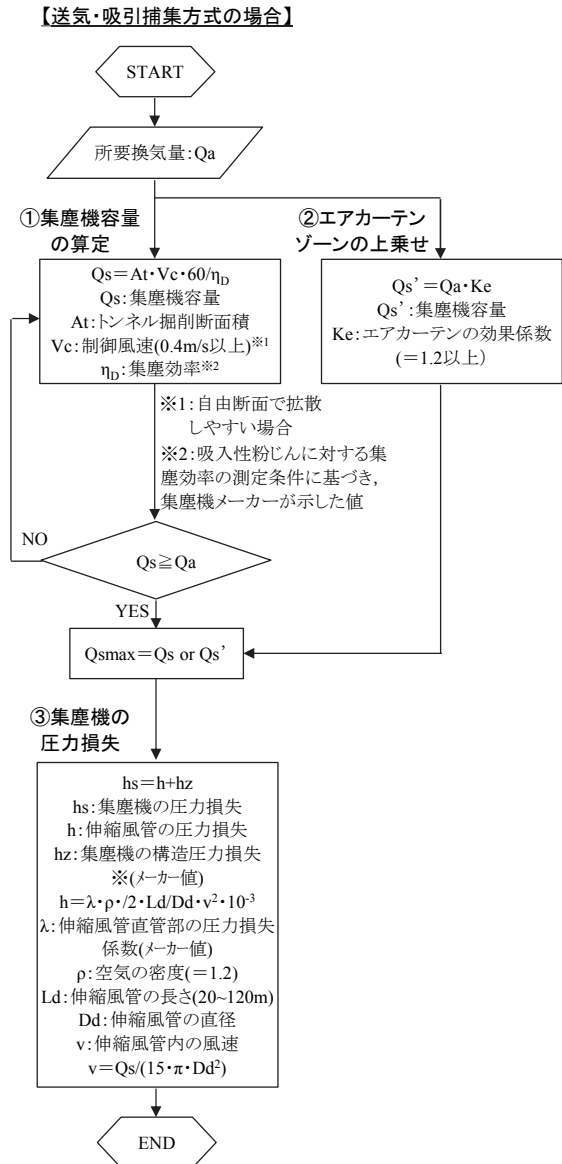 【送気・吸引捕集方式の場合】
START
所要換気量:Qa
①集塵機容量
の算定
Qs=At・Vc・60/ηD
Qs:集塵機容量
At:トンネル掘削断面積
Vc:制御風速(0.4m/s以上)※1
ηD:集塵効率※2
※1:自由断面で拡散
しやすい場合
※2:吸入性粉じんに対する集
塵効率の測定条件に基づき,
集塵機メーカーが示した値
②エアカーテン
ゾーンの上乗せ
Qs’=Qa・Ke
Qs’:集塵機容量
Ke:エアカーテンの効果係数
(=1.2以上)
NO
Qs≧Qa
YES
Qsmax=Qs or Qs’
③集塵機の
圧力損失
hs=h+hz
hs:集塵機の圧力損失
h:伸縮風管の圧力損失
hz:集塵機の構造圧力損失
※(メーカー値)
h=λ・ρ・/2・Ld/Dd・v²・10⁻³
λ:伸縮風管直管部の圧力損失
係数(メーカー値)
ρ:空気の密度(=1.2)
Ld:伸縮風管の長さ(20~120m)
Dd:伸縮風管の直径
v:伸縮風管内の風速
v=Qs/(15・π・Dd²)
END